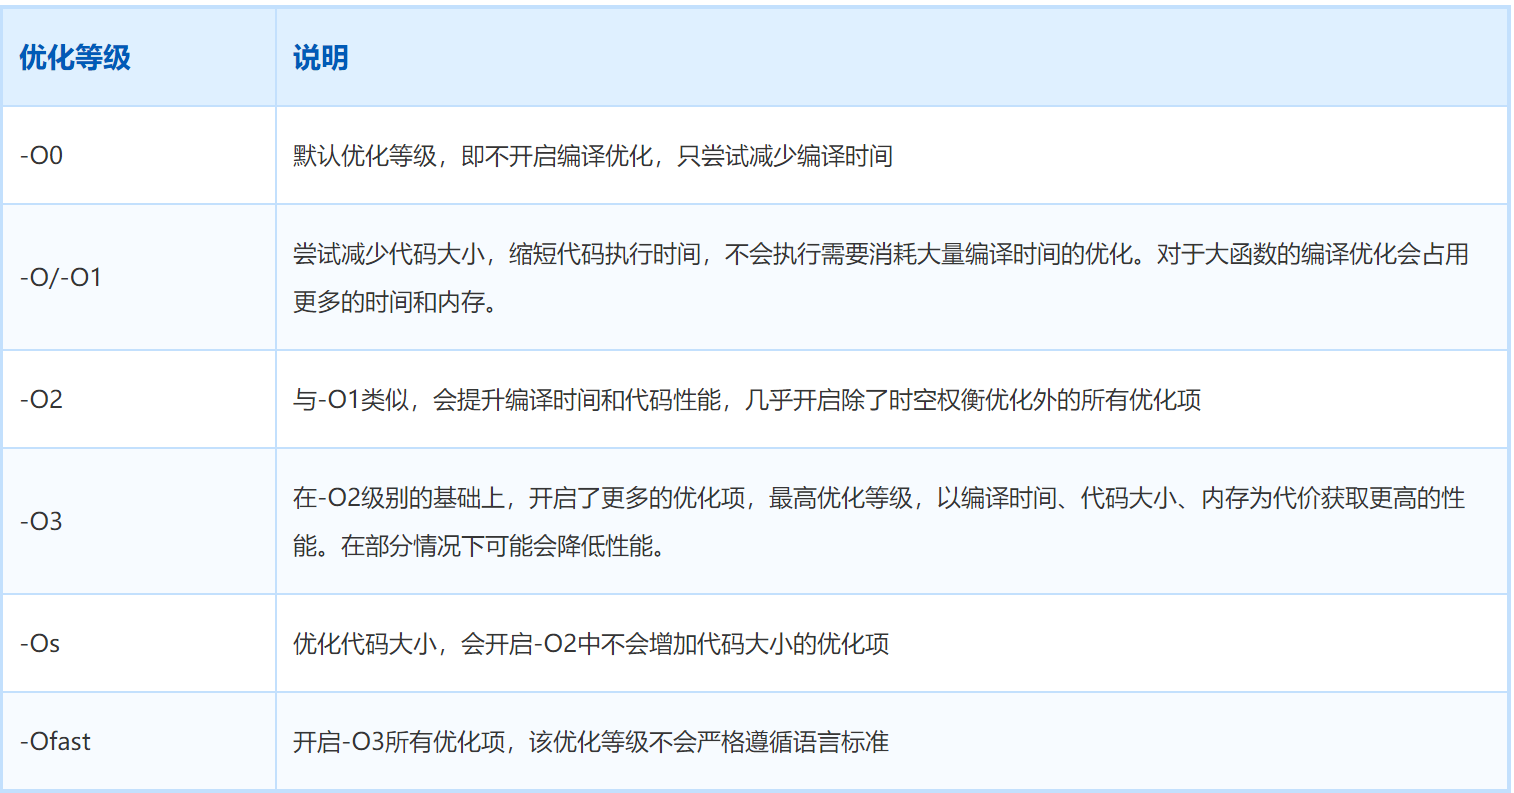 优化等级
说明
-O0
默认优化等级，即不开启编译优化，只尝试减少编译时间
-O/-O1
尝试减少代码大小，缩短代码执行时间，不会执行需要消耗大量编译时间的优化。对于大函数的编译优化会占用
更多的时间和内存。
-O2
与-O1类似，会提升编译时间和代码性能，几乎开启除了时空权衡优化外的所有优化项
-O3
在-O2级别的基础上，开启了更多的优化项，最高优化等级，以编译时间、代码大小、内存为代价获取更高的性
能。在部分情况下可能会降低性能。
-Os
优化代码大小，会开启-O2中不会增加代码大小的优化项
-Ofast
开启-O3所有优化项，该优化等级不会严格遵循语言标准